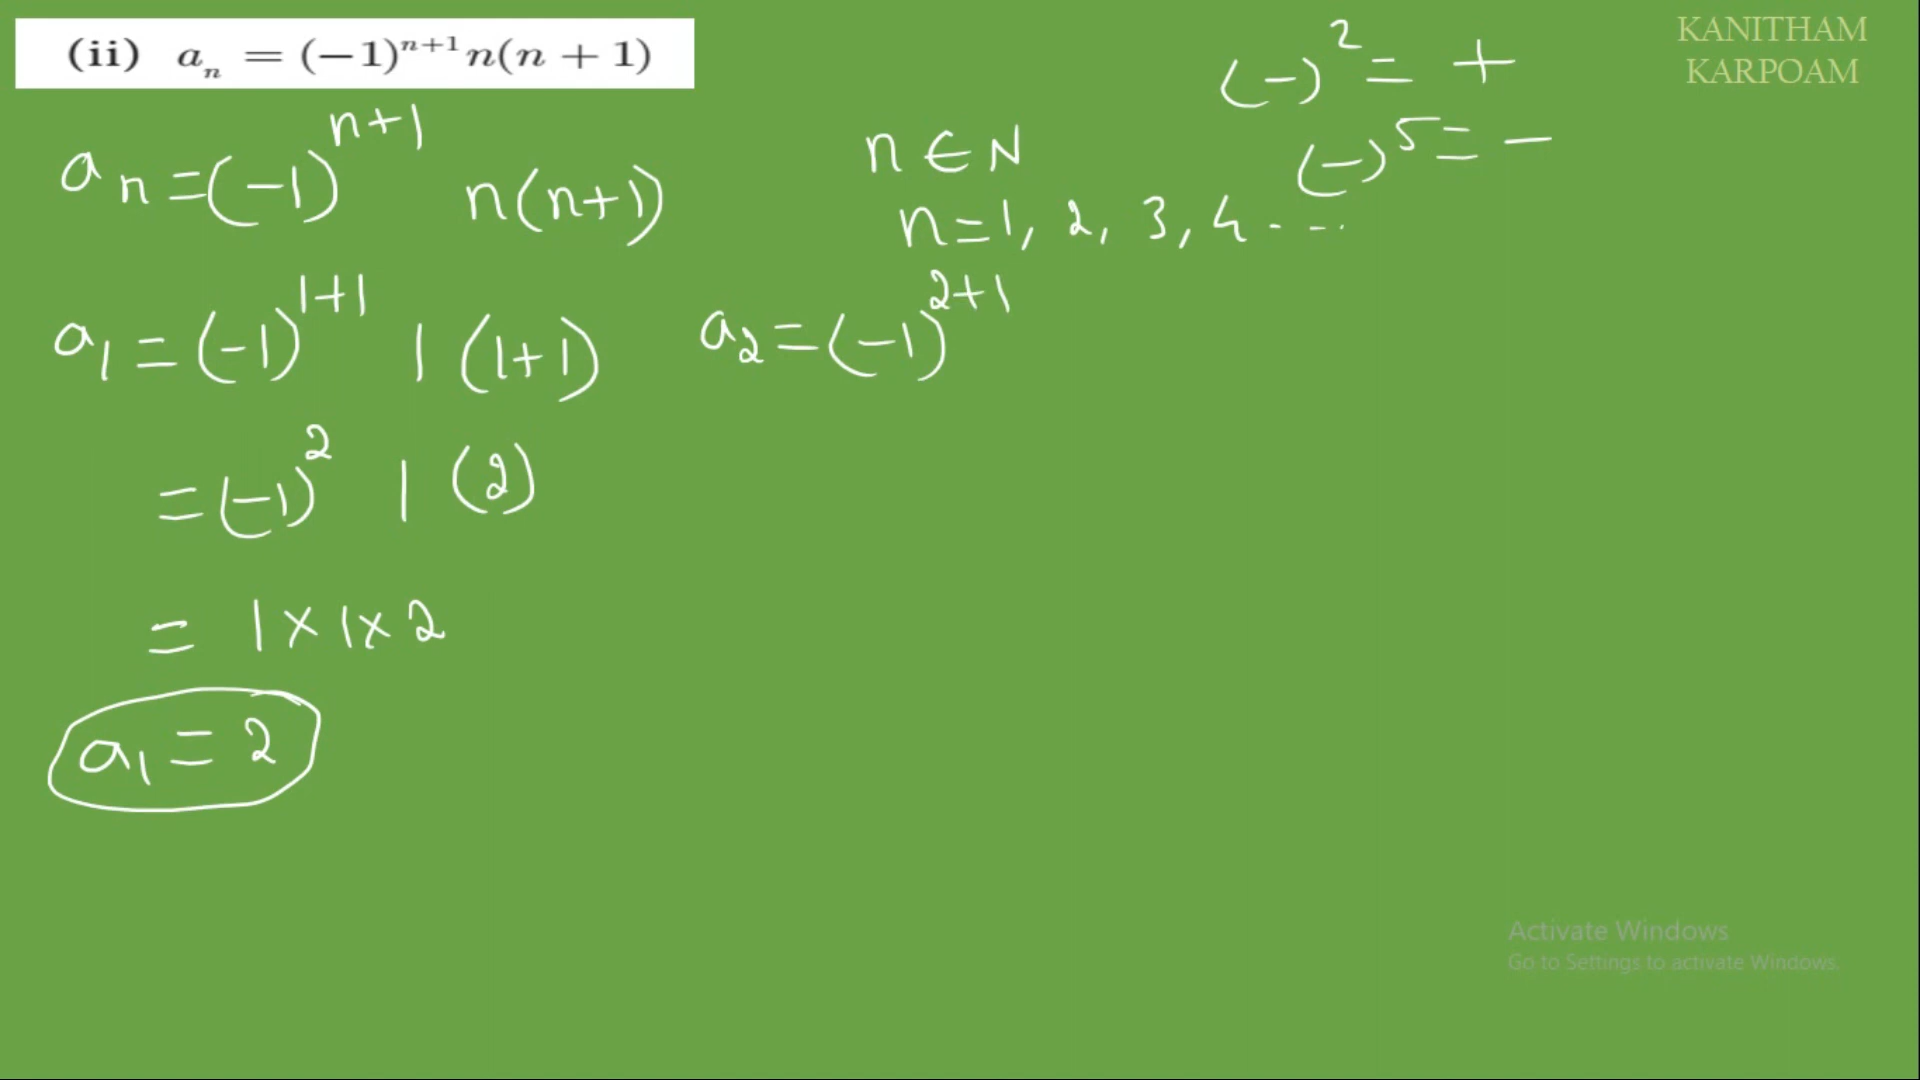 (ii) aₙ = (−1)ⁿ⁺¹n(n + 1)
KANITHAM
KARPOAM
(-)² = +
(-)⁵ = -
aₙ = (-1)ⁿ⁺¹ n(n+1)
n ∈ N
n = 1, 2, 3, 4 - ...
a₁ = (-1)¹⁺¹ 1 (1+1)
a₂ = (-1)²⁺¹
= (-1)² 1 (2)
= 1 × 1 × 2
a₁ = 2
Activate Windows
Go to Settings to activate Windows.